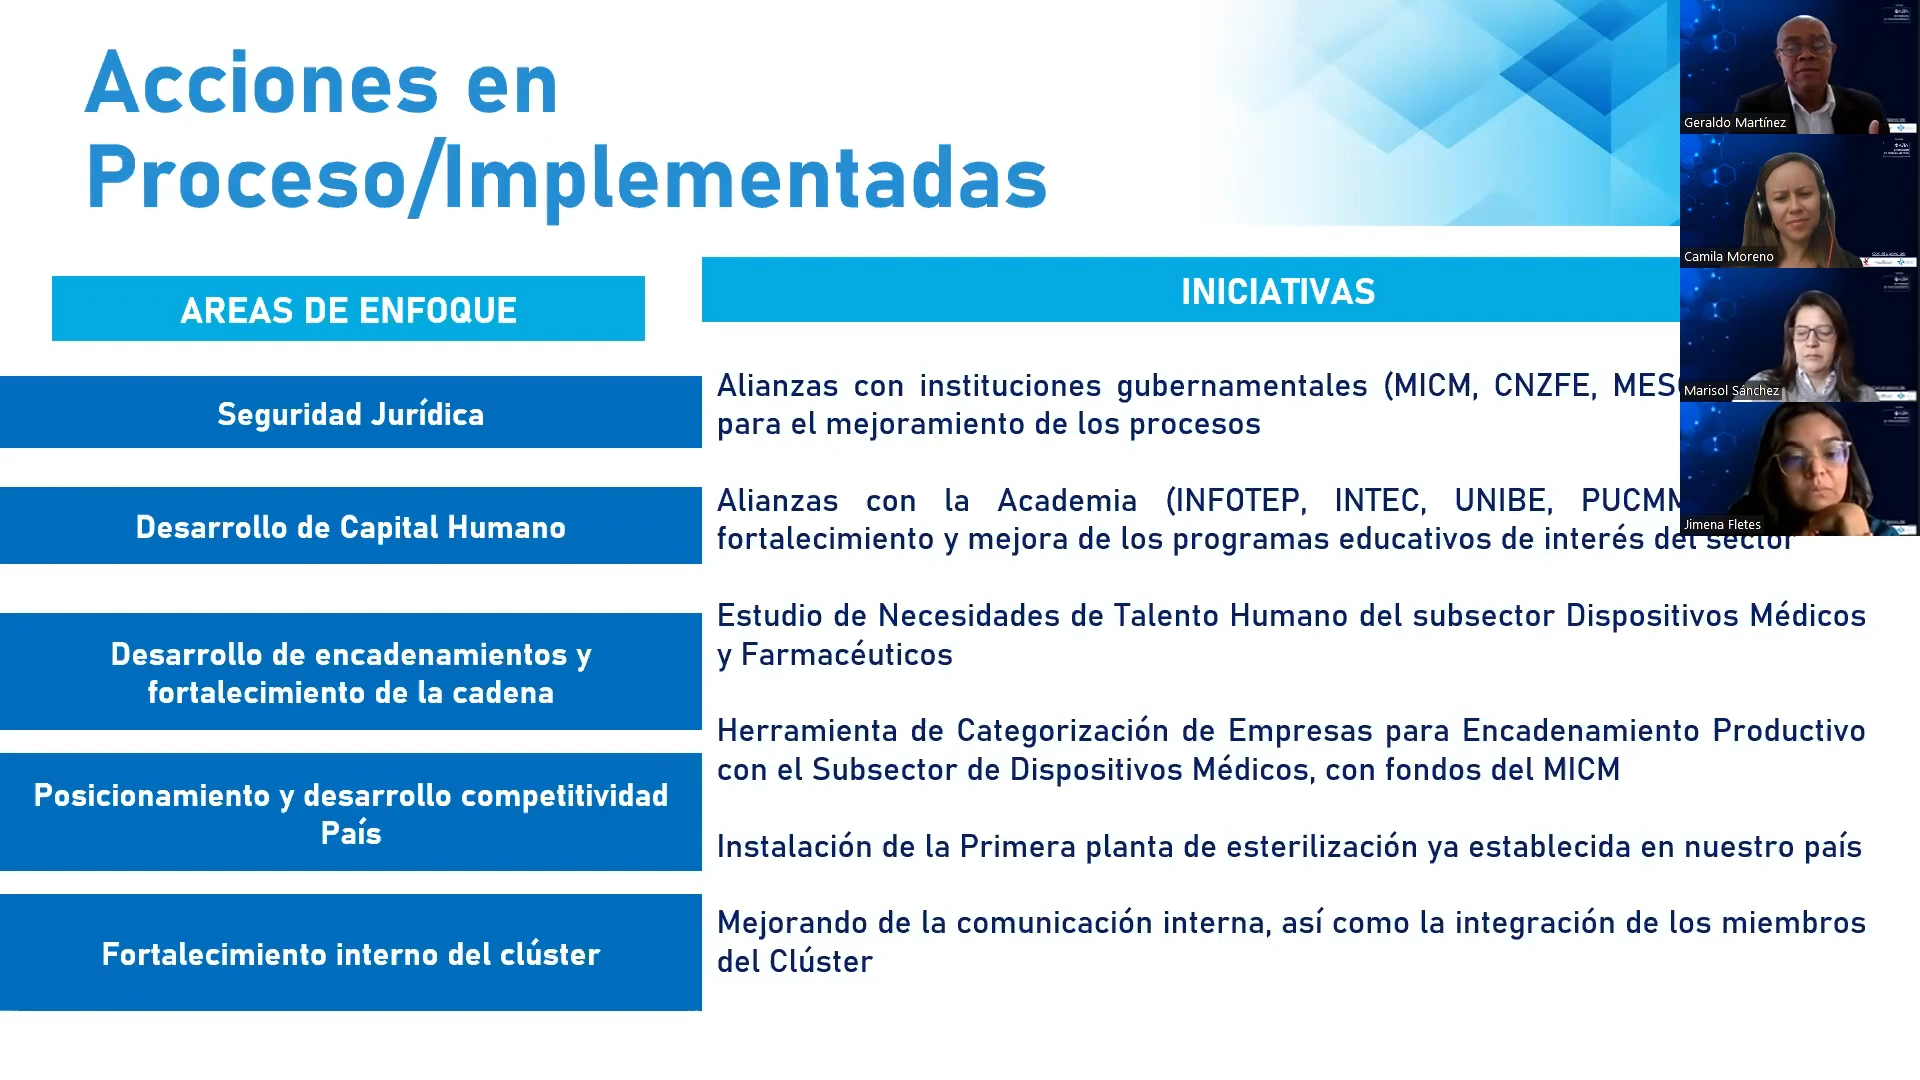 Acciones en
Proceso/Implementadas
AREAS DE ENFOQUE
INICIATIVAS
Seguridad Jurídica
Desarrollo de Capital Humano
Desarrollo de encadenamientos y
fortalecimiento de la cadena
Posicionamiento y desarrollo competitividad
País
Fortalecimiento interno del clúster
Alianzas con instituciones gubernamentales (MICM, CNZFE,
para el mejoramiento de los procesos
Alianzas con la Academia (INFOTEP, INTEC, UNIBE,
fortalecimiento y mejora de los programas educativos de interés del sector
Estudio de Necesidades de Talento Humano del subsector Dispositivos Médicos
y Farmacéuticos
Herramienta de Categorización de Empresas para Encadenamiento Productivo
con el Subsector de Dispositivos Médicos, con fondos del MICM
Instalación de la Primera planta de esterilización ya establecida en nuestro país
Mejorando de la comunicación interna, así como la integración de los miembros
del Clúster
Geraldo Martínez
Camila Moreno
Marisol Sánchez
Jimena Fletes